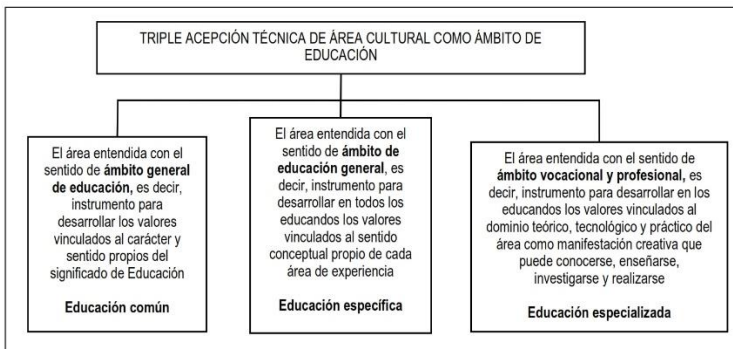 TRIPLE ACEPCIÓN TÉCNICA DE ÁREA CULTURAL COMO ÁMBITO DE
EDUCACIÓN
El área entendida con el
sentido de ámbito general
de educación, es decir,
instrumento para
desarrollar los valores
vinculados al carácter y
sentido propios del
significado de Educación
Educación común
El área entendida con el
sentido de ámbito de
educación general, es
decir, instrumento para
desarrollar en todos los
educandos los valores
vinculados al sentido
conceptual propio de cada
área de experiencia
Educación específica
El área entendida con el sentido de
ámbito vocacional y profesional, es
decir, instrumento para desarrollar en los
educandos los valores vinculados al
dominio teórico, tecnológico y práctico del
área como manifestación creativa que
puede conocerse, enseñarse,
investigarse y realizarse
Educación especializada